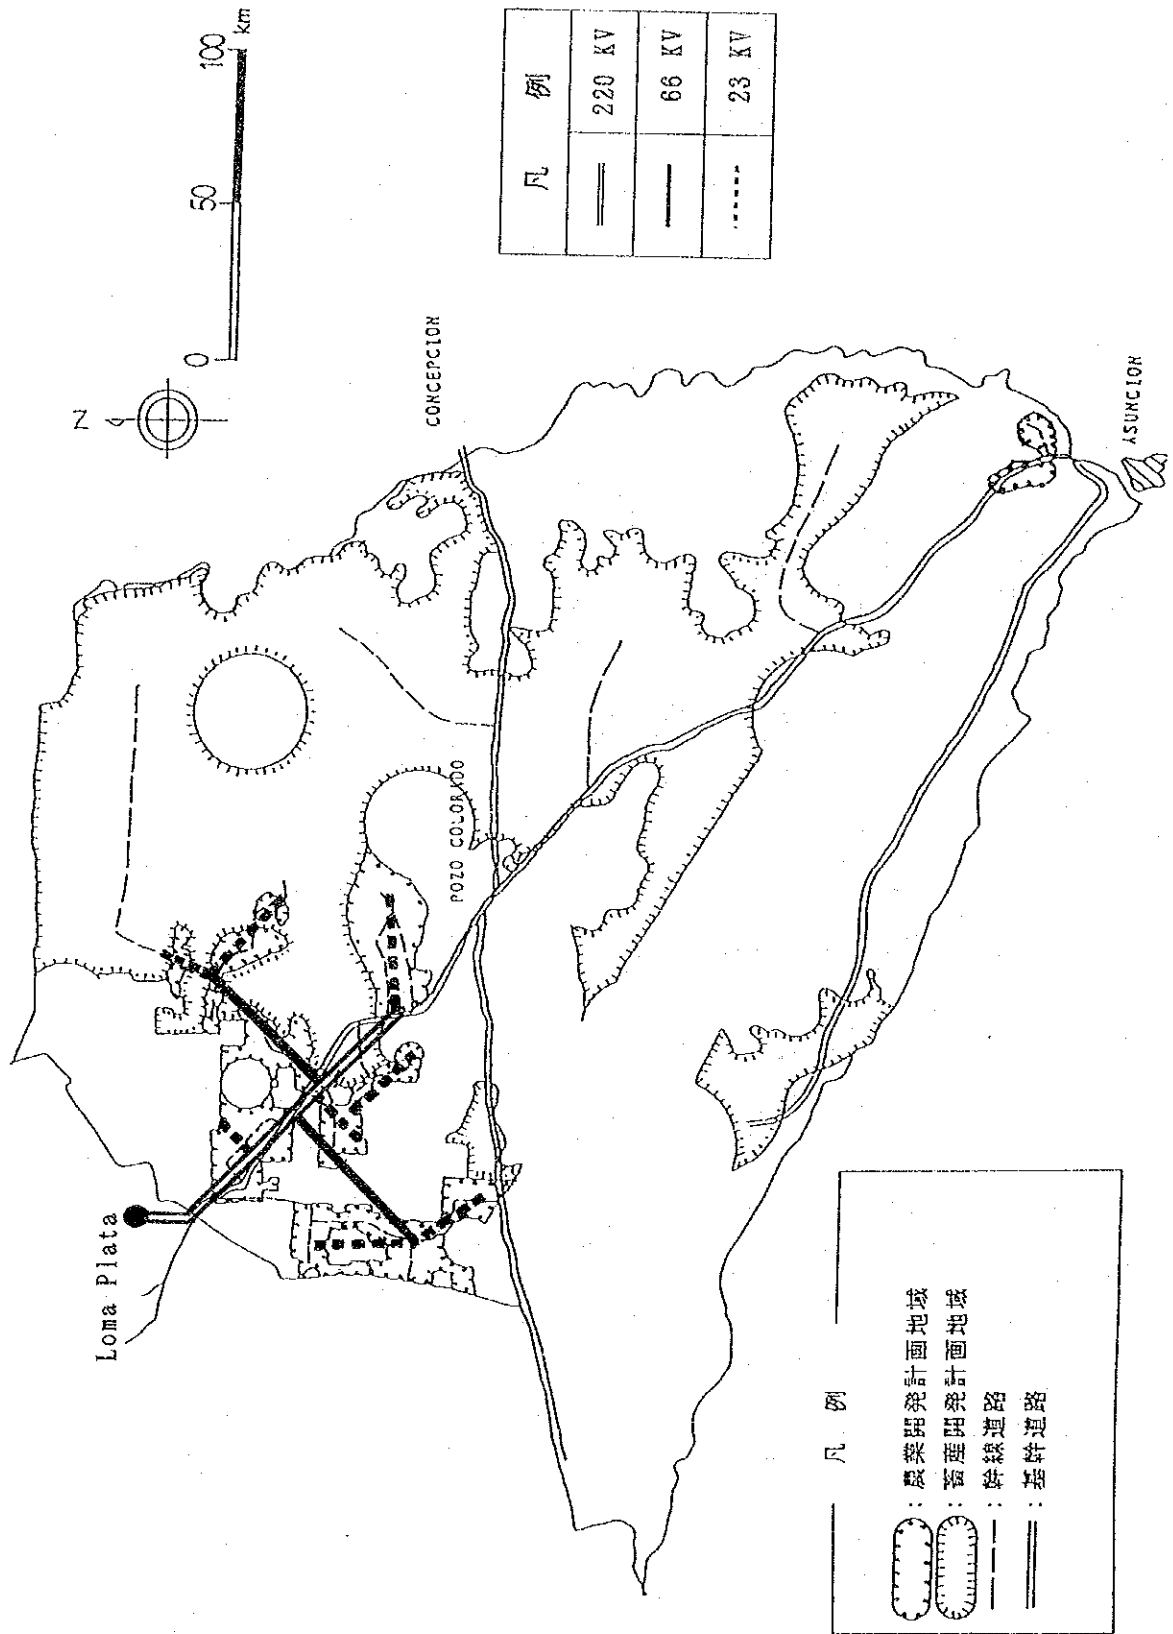 N
0 50 100 km
凡 例
220 KV
66 KV
23 KV
CONCEPCION
POZO COLORADO
ASUNCION
Loma Plata
凡 例
: 農業開発計画地域
: 畜産開発計画地域
: 幹線道路
: 基幹道路